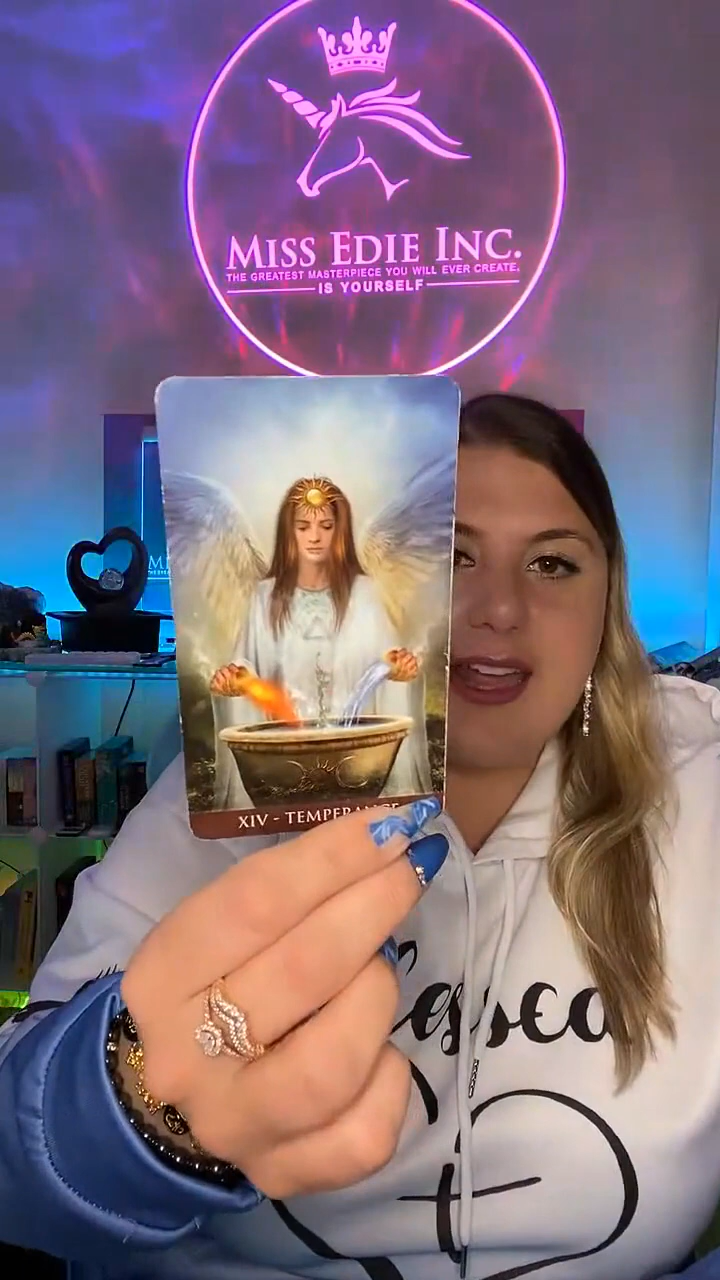 MISS EDIE INC.
THE GREATEST MASTERPIECE YOU WILL EVER CREATE,
IS YOURSELF
XIV - TEMPERANCE